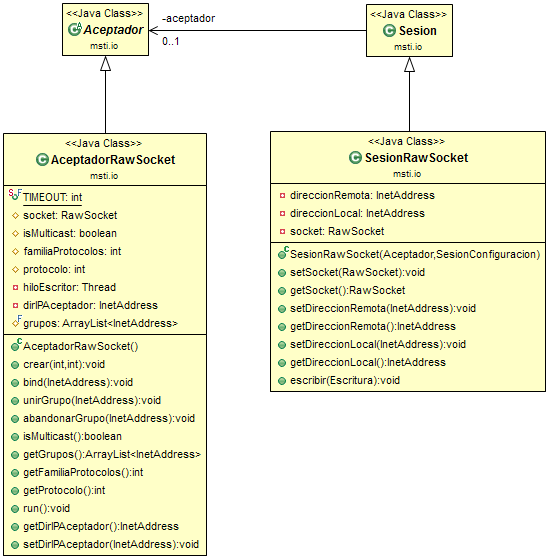 <<Java Class>>
Aceptador
msti.io
-aceptador
0..1
<<Java Class>>
Sesion
msti.io
<<Java Class>>
AceptadorRawSocket
msti.io
TIMEOUT: int
socket: RawSocket
isMulticast: boolean
familiaProtocolos: int
protocolo: int
hiloEscritor: Thread
dirIPAceptador: InetAddress
grupos: ArrayList<InetAddress>
AceptadorRawSocket()
crear(int,int):void
bind(InetAddress):void
unirGrupo(InetAddress):void
abandonarGrupo(InetAddress):void
isMulticast():boolean
getGrupos():ArrayList<InetAddress>
getFamiliaProtocolos():int
getProtocolo():int
run():void
getDirIPAceptador():InetAddress
setDirIPAceptador(InetAddress):void
<<Java Class>>
SesionRawSocket
msti.io
direccionRemota: InetAddress
direccionLocal: InetAddress
socket: RawSocket
SesionRawSocket(Aceptador,SesionConfiguracion)
setSocket(RawSocket):void
getSocket():RawSocket
setDireccionRemota(InetAddress):void
getDireccionRemota():InetAddress
setDireccionLocal(InetAddress):void
getDireccionLocal():InetAddress
escribir(Escritura):void